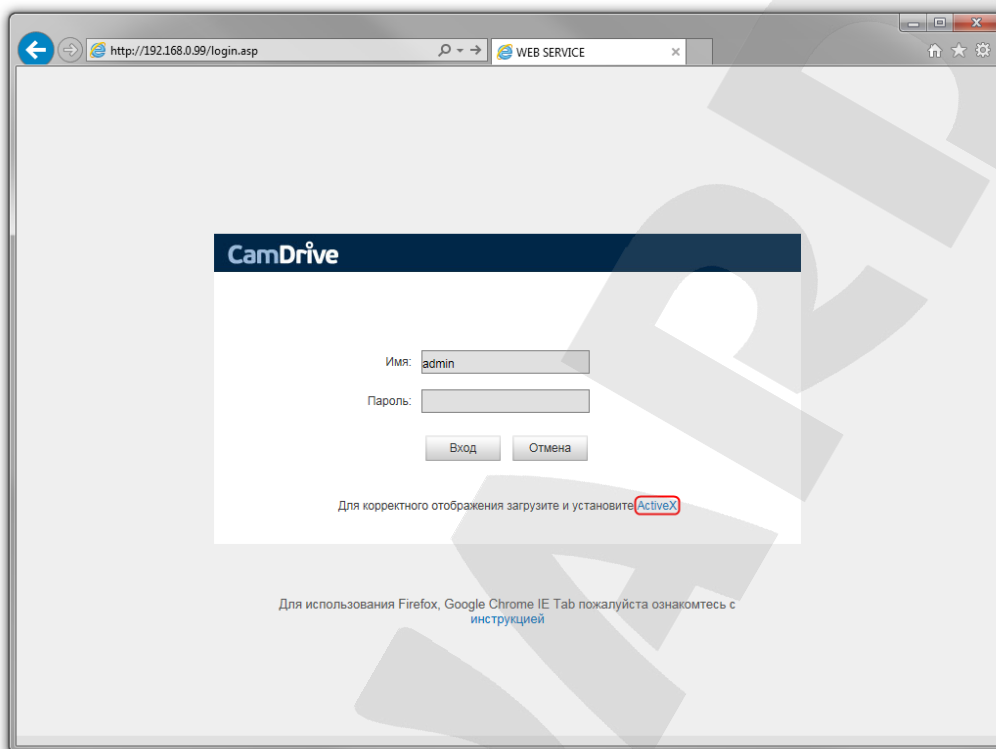 http://192.168.0.99/login.asp
WEB SERVICE
CamDrive
Имя:
admin
Пароль:
Вход
Отмена
Для корректного отображения загрузите и установите ActiveX
Для использования Firefox, Google Chrome IE Tab пожалуйста ознакомтесь с
инструкцией